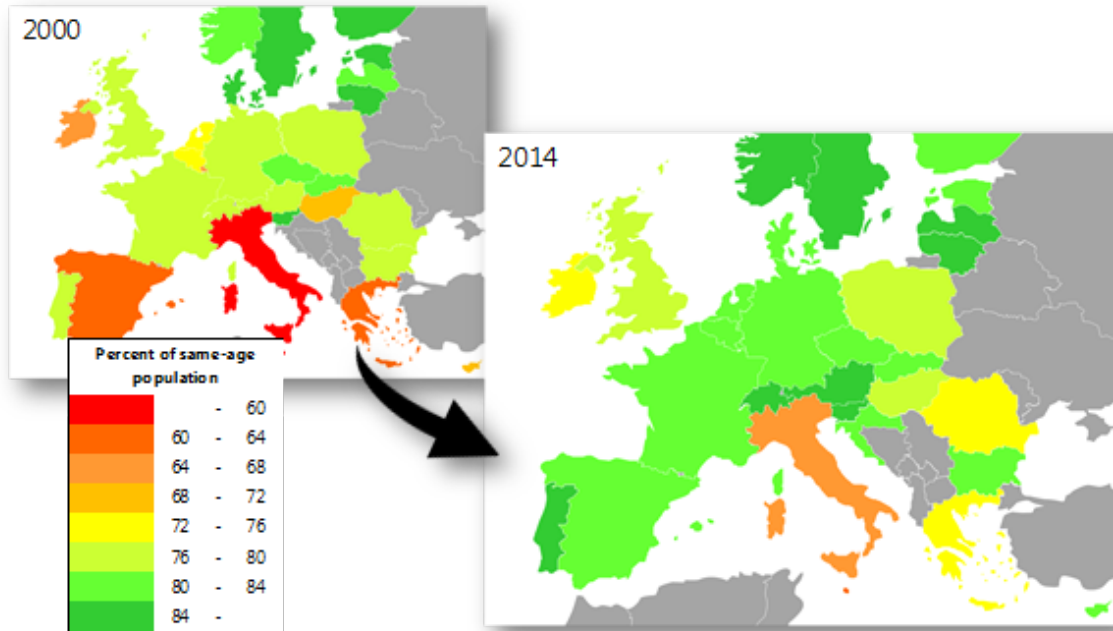 2000
2014
Percent of same-age
population
- 60
60 - 64
64 - 68
68 - 72
72 - 76
76 - 80
80 - 84
84 -